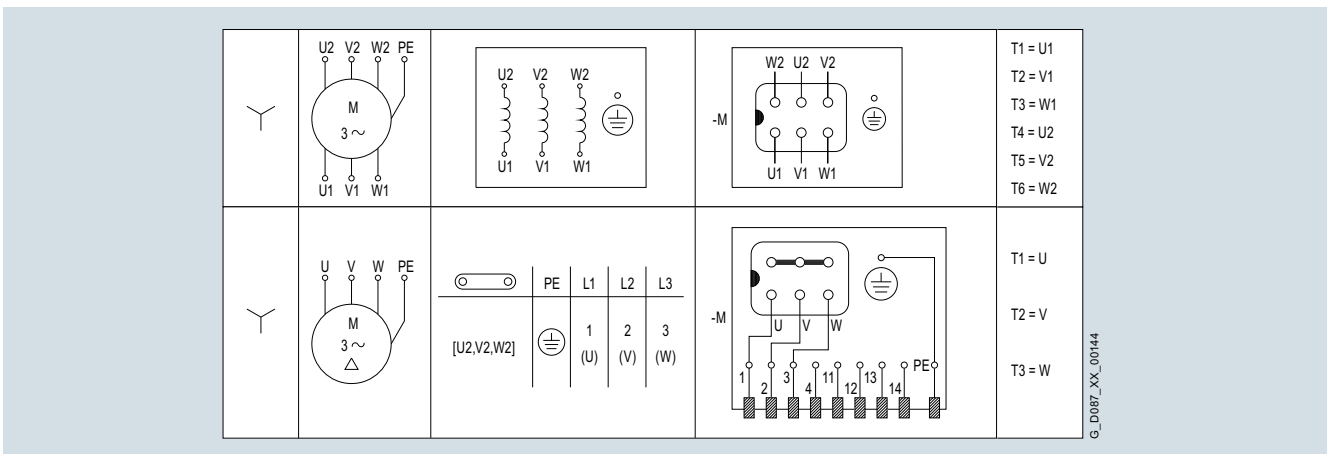 U2 V2 W2 PE
M
3 ~
U1 V1 W1
U2 V2 W2
U1 V1 W1
W2 U2 V2
-M
U1 V1 W1
T1 = U1
T2 = V1
T3 = W1
T4 = U2
T5 = V2
T6 = W2
U V W PE
M
3 ~
△
PE L1 L2 L3
[U2,V2,W2] 1 2 3
(U) (V) (W)
-M
U V W
1 2 3 4 11 12 13 14 PE
T1 = U
T2 = V
T3 = W
G_D087_XX_00144